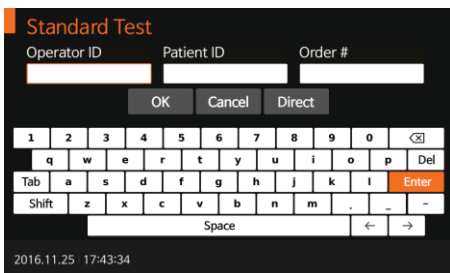 Standard Test
Operator ID Patient ID Order #
OK Cancel Direct
1 2 3 4 5 6 7 8 9 0
q w e r t y u i o p Del
Tab a s d f g h j k l Enter
Shift z x c v b n m . _ -
Space ← →
2016.11.25 17:43:34